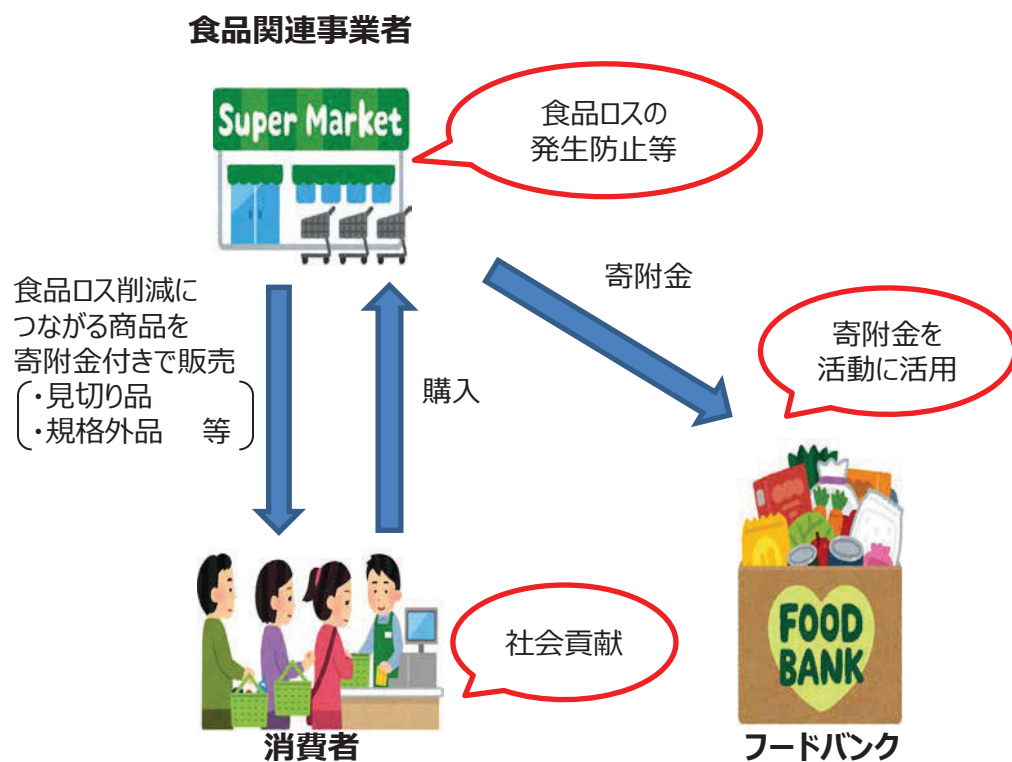 食品関連事業者
Super Market
食品ロスの
発生防止等
食品ロス削減に
つながる商品を
寄附金付きで販売
・見切り品
・規格外品 等
購入
寄附金
寄附金を
活動に活用
社会貢献
消費者
FOOD
BANK
フードバンク